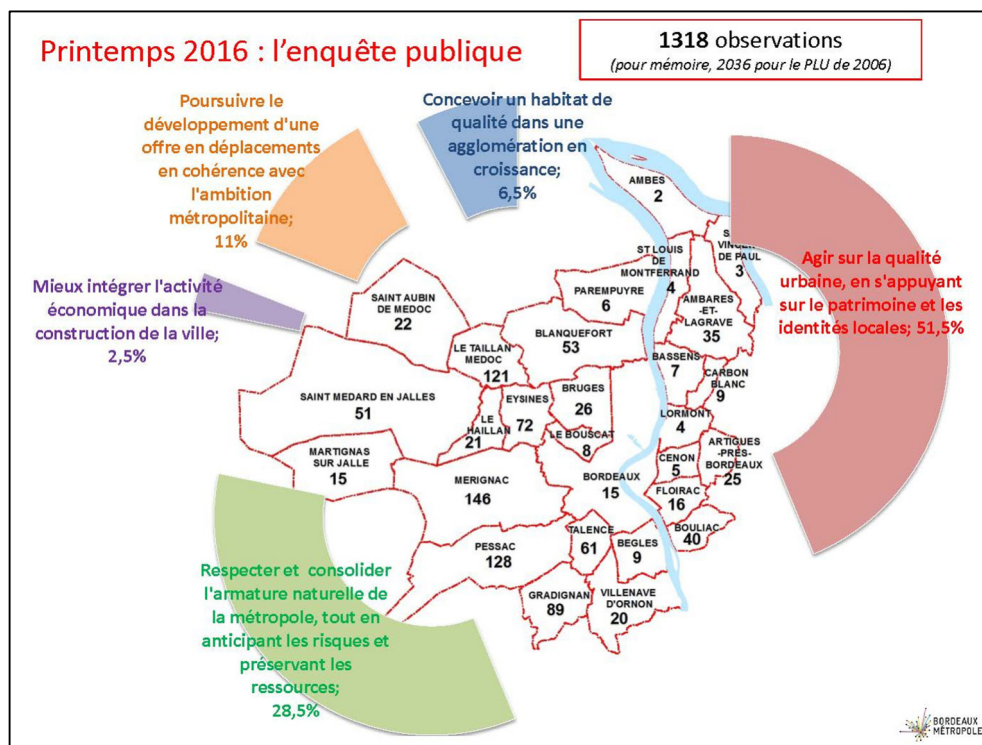 Printemps 2016 : l'enquête publique
1318 observations
(pour mémoire, 2036 pour le PLU de 2006)
Poursuivre le
développement d'une
offre en déplacements
en cohérence avec
l'ambition
métropolitaine;
11%
Concevoir un habitat de
qualité dans une
agglomération en
croissance;
6,5%
Mieux intégrer l'activité
économique dans la
construction de la ville;
2,5%
Agir sur la qualité
urbaine, en s'appuyant
sur le patrimoine et les
identités locales; 51,5%
Respecter et consolider
l'armature naturelle de
la métropole, tout en
anticipant les risques et
préservant les
ressources;
28,5%
AMBES
2
DE PAUL
3
ST LOUIS
DE
MONTFERRAND
4
PAREMPUYRE
6
AMBARES
-ET-
LAGRAVE
35
SAINT AUBIN
DE MEDOC
22
BLANQUEFORT
53
LE TAILLAN
MEDOC
121
BASSENS
7
CARBON
BLANC
9
SAINT MEDARD EN JALLES
51
EYSINES
72
BRUGES
26
LE
HAILLAN
21
LE BOUSCAT
8
LORMONT
4
ARTIGUES
-PRÈS-
BORDEAUX
25
CENON
5
MARTIGNAS
SUR JALLE
15
MERIGNAC
146
BORDEAUX
15
FLOIRAC
16
BOULIAC
40
PESSAC
128
TALENCE
61
BEGLES
9
GRADIGNAN
89
VILLENAVE
D'ORNON
20
BORDEAUX
MÉTROPOLE